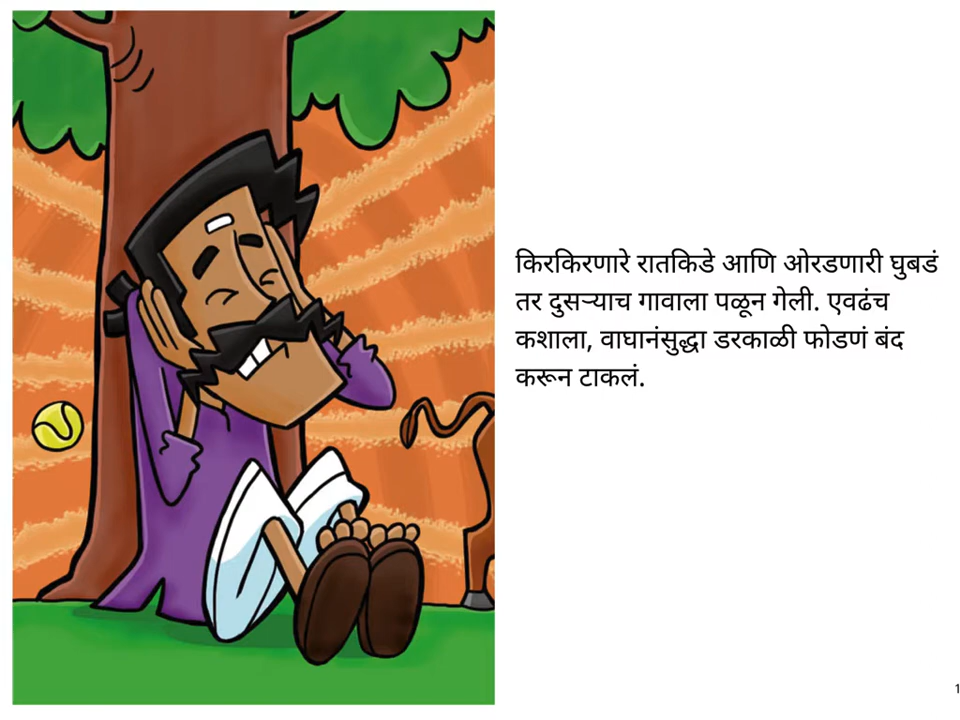 किरकिरणारे रातकिडे आणि ओरडणारी घुबडं
तर दुसऱ्याच गावाला पळून गेली. एवढंच
कशाला, वाघानंसुद्धा डरकाळी फोडणं बंद
करून टाकलं.
1